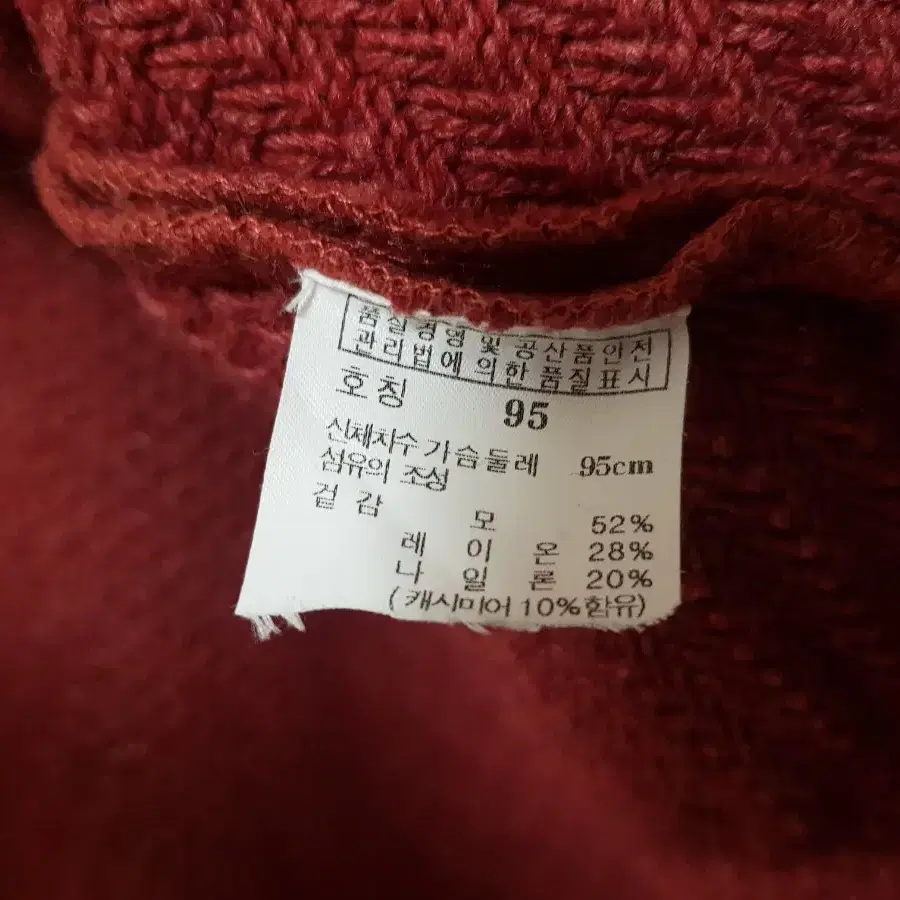 품질경영 및 공산품안전
관리법에 의한 품질표시
호칭 95
신체치수 가슴둘레 95cm
섬유의 조성
겉감
모 52%
레이온 28%
나일론 20%
(캐시미어 10% 함유)